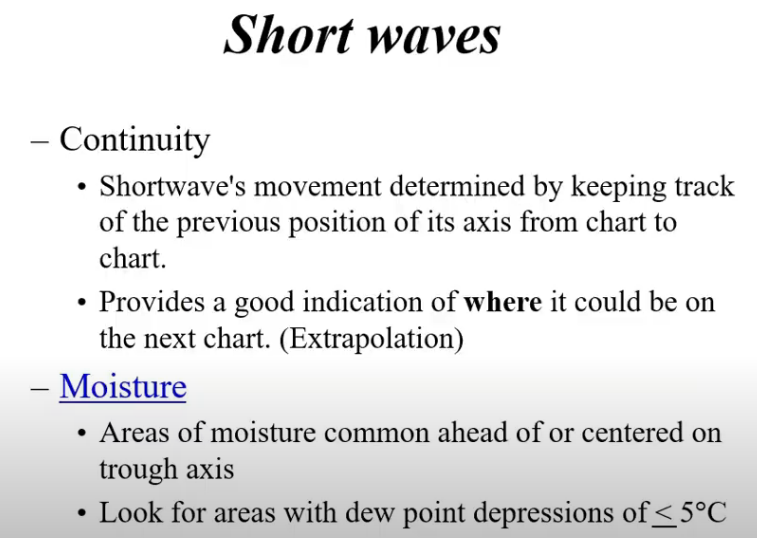 Short waves
– Continuity
• Shortwave's movement determined by keeping track
of the previous position of its axis from chart to
chart.
• Provides a good indication of where it could be on
the next chart. (Extrapolation)
– Moisture
• Areas of moisture common ahead of or centered on
trough axis
• Look for areas with dew point depressions of ≤ 5°C